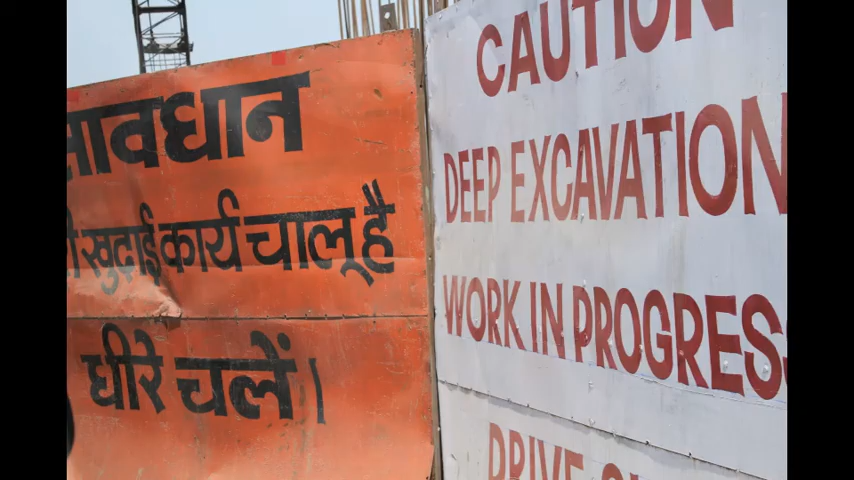 सावधान
खुदाई कार्य चालू है
धीरे चलें।
CAUTION
DEEP EXCAVATION
WORK IN PROGRESS
DRIVE